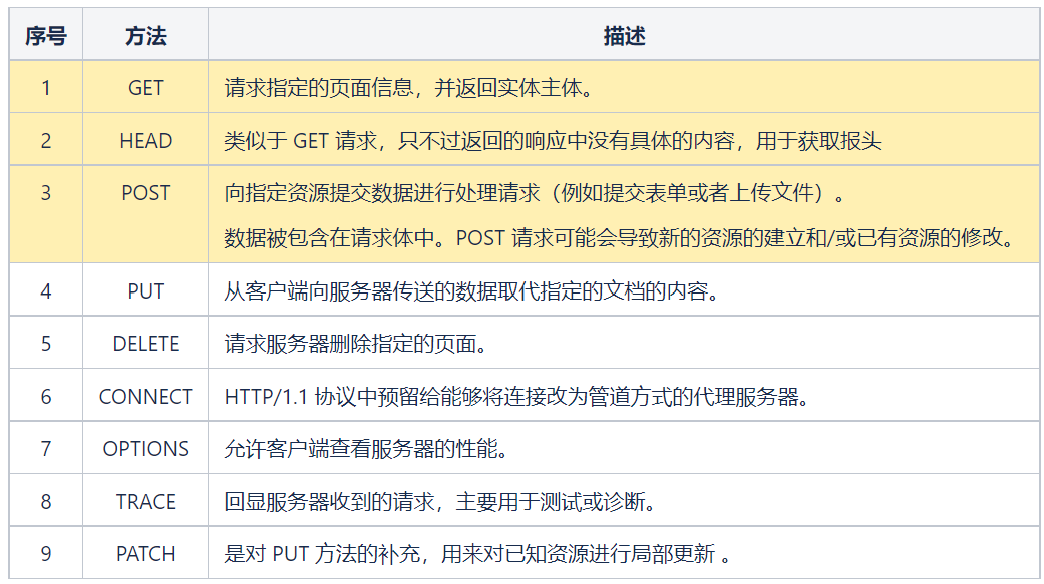 序号 方法 描述
1 GET 请求指定的页面信息，并返回实体主体。
2 HEAD 类似于 GET 请求，只不过返回的响应中没有具体的内容，用于获取报头
3 POST 向指定资源提交数据进行处理请求（例如提交表单或者上传文件）。
数据被包含在请求体中。POST 请求可能会导致新的资源的建立和/或已有资源的修改。
4 PUT 从客户端向服务器传送的数据取代指定的文档的内容。
5 DELETE 请求服务器删除指定的页面。
6 CONNECT HTTP/1.1 协议中预留给能够将连接改为管道方式的代理服务器。
7 OPTIONS 允许客户端查看服务器的性能。
8 TRACE 回显服务器收到的请求，主要用于测试或诊断。
9 PATCH 是对 PUT 方法的补充，用来对已知资源进行局部更新 。